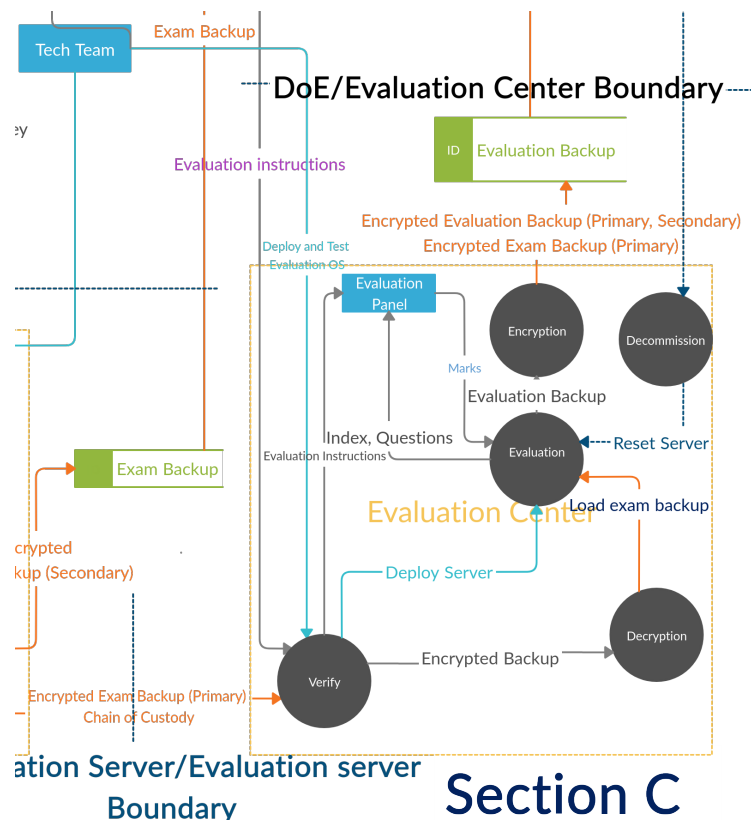 Exam Backup
Tech Team
DoE/Evaluation Center Boundary
ey
ID
Evaluation Backup
Evaluation instructions
Encrypted Evaluation Backup (Primary, Secondary)
Encrypted Exam Backup (Primary)
Deploy and Test
Evaluation OS
Evaluation
Panel
Encryption
Decommission
Marks
Evaluation Backup
Index, Questions
Evaluation Instructions
Evaluation
Reset Server
Exam Backup
Load exam backup
Evaluation Center
crypted
kup (Secondary)
Deploy Server
Decryption
Encrypted Backup
Verify
Encrypted Exam Backup (Primary)
Chain of Custody
ation Server/Evaluation server
Boundary
Section C